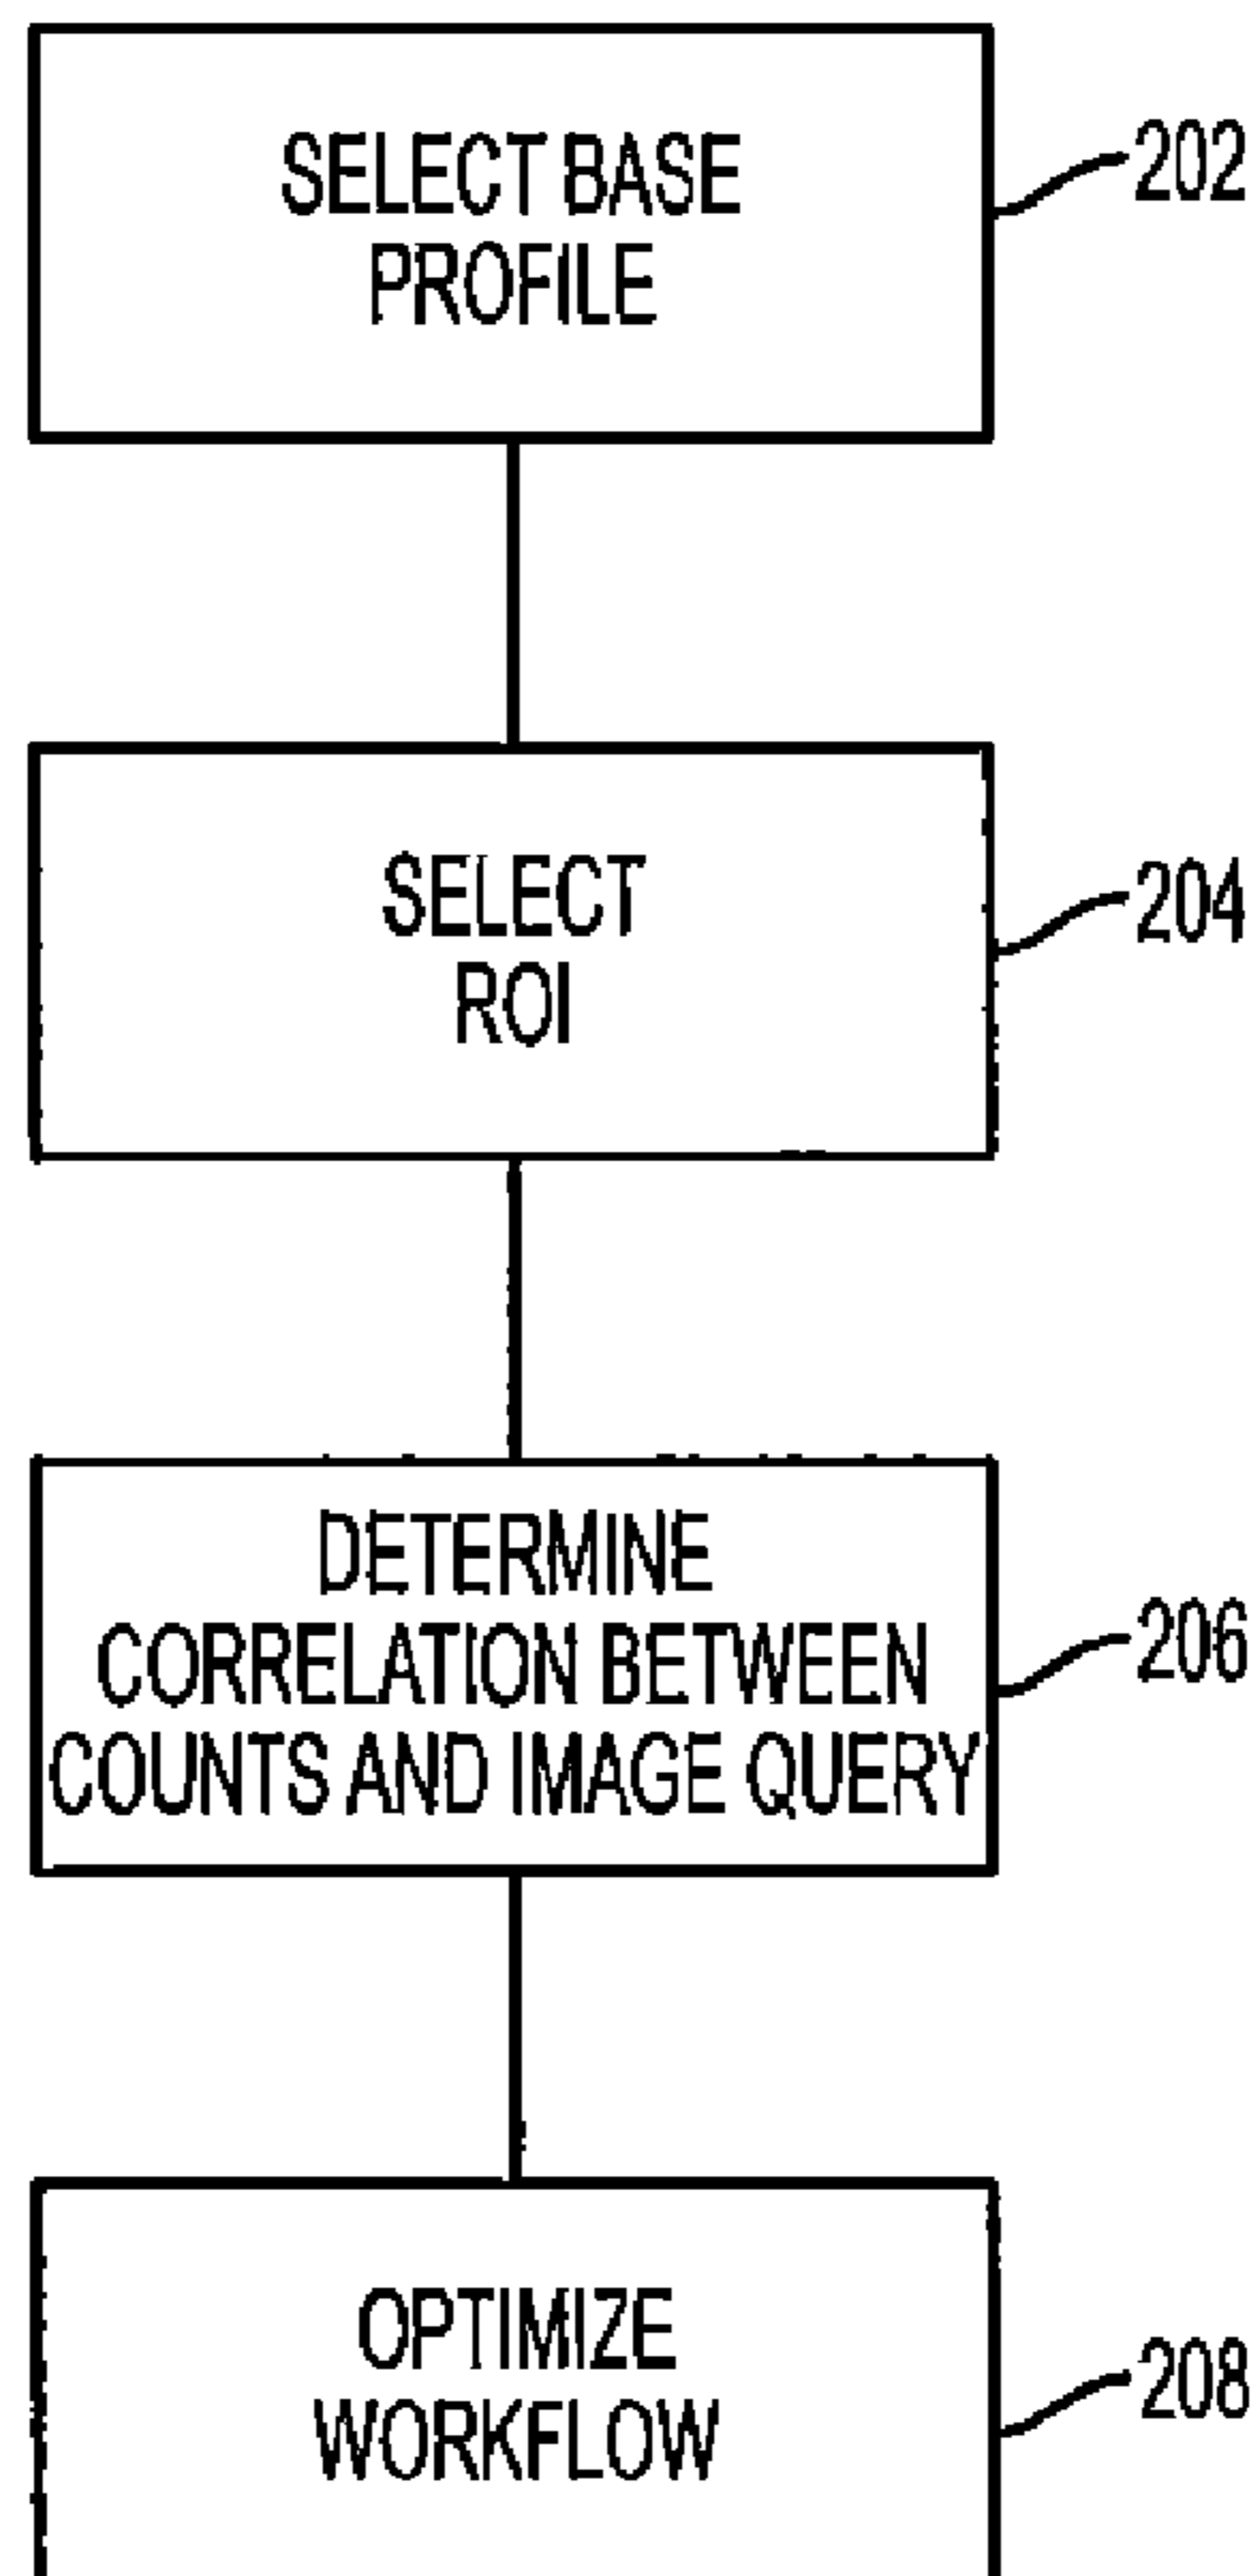 SELECT BASE
PROFILE
202
SELECT
ROI
204
DETERMINE
CORRELATION BETWEEN
COUNTS AND IMAGE QUERY
206
OPTIMIZE
WORKFLOW
208